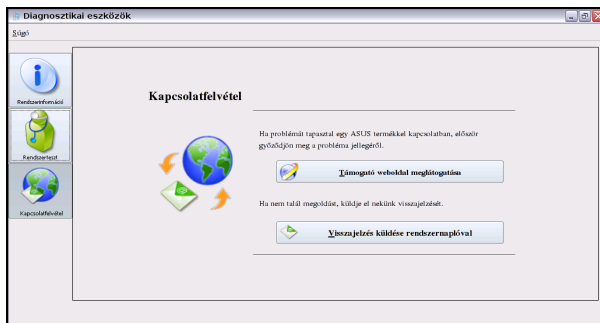 Diagnosztikai eszközök
Súgó
Rendszerinformáció
Rendszerteszt
Kapcsolatfelvétel
Kapcsolatfelvétel
Ha problémát tapasztal egy ASUS termékkel kapcsolatban, először
győződjön meg a probléma jellegéről.
Támogató weboldal meglátogatása
Ha nem talál megoldást, küldje el nekünk visszajelzését.
Visszajelzés küldése rendszernaplóval